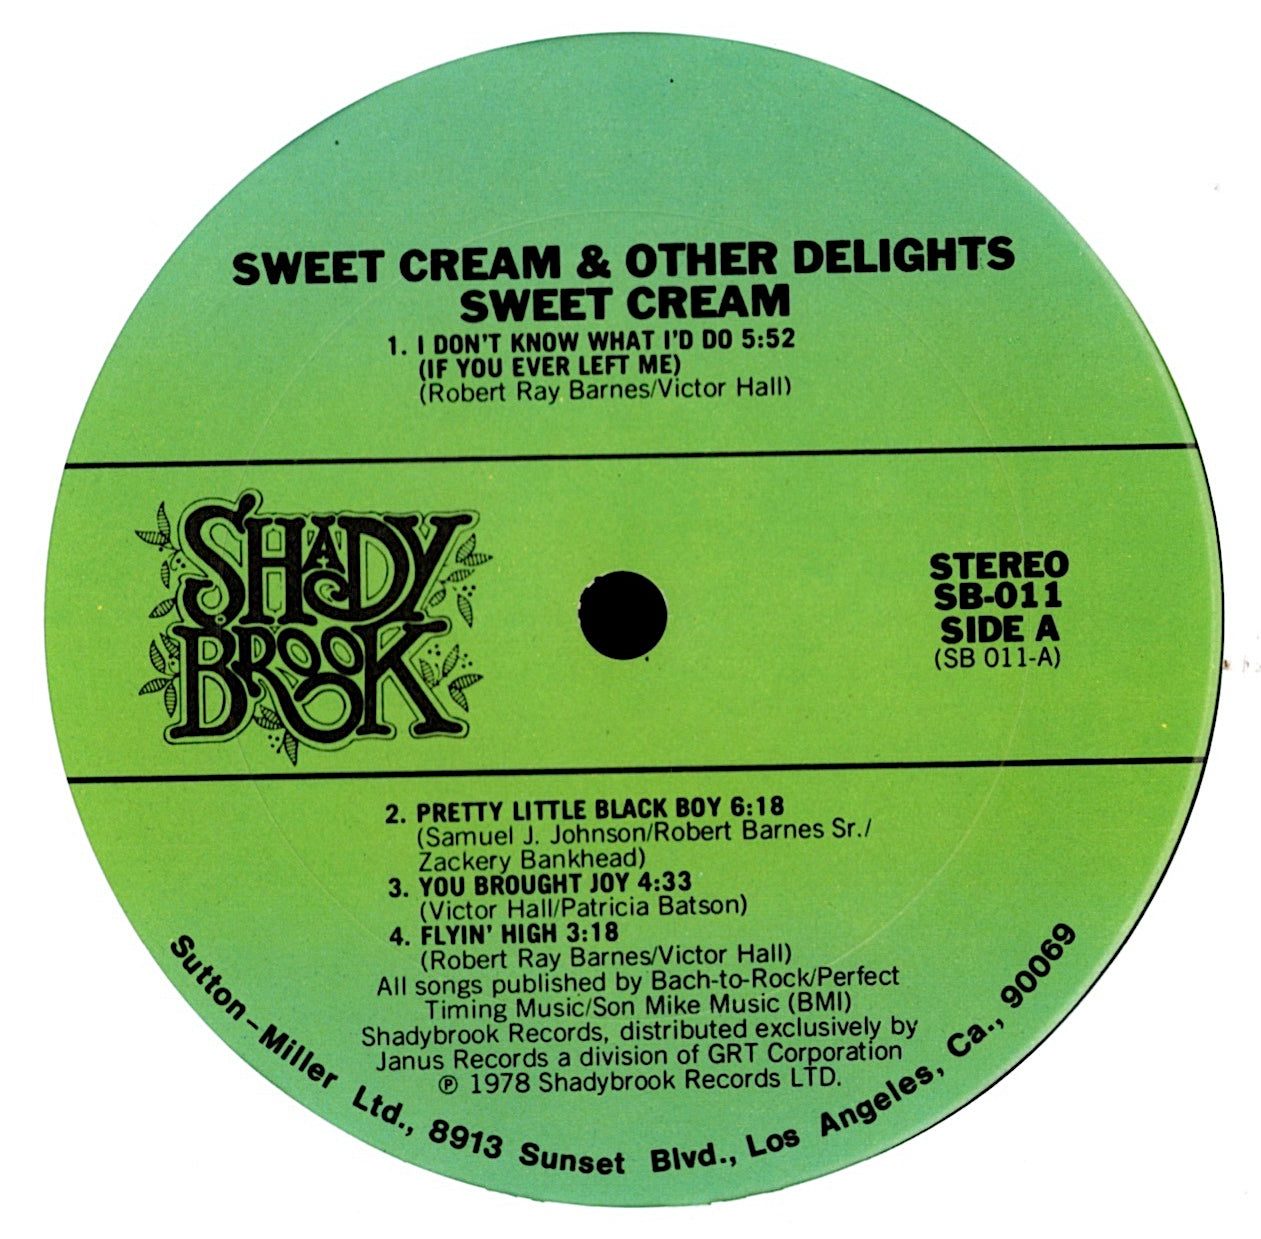 SWEET CREAM & OTHER DELIGHTS
SWEET CREAM
1. I DON'T KNOW WHAT I'D DO 5:52
(IF YOU EVER LEFT ME)
(Robert Ray Barnes/Victor Hall)
SHADY
BROOK
STEREO
SB-011
SIDE A
(SB 011-A)
2. PRETTY LITTLE BLACK BOY 6:18
(Samuel J. Johnson/Robert Barnes Sr./
Zackery Bankhead)
3. YOU BROUGHT JOY 4:33
(Victor Hall/Patricia Batson)
4. FLYIN' HIGH 3:18
(Robert Ray Barnes/Victor Hall)
All songs published by Bach-to-Rock/Perfect
Timing Music/Son Mike Music (BMI)
Shadybrook Records, distributed exclusively by
Janus Records a division of GRT Corporation
℗ 1978 Shadybrook Records LTD.
Sutton-Miller Ltd., 8913 Sunset Blvd., Los Angeles, Ca., 90069